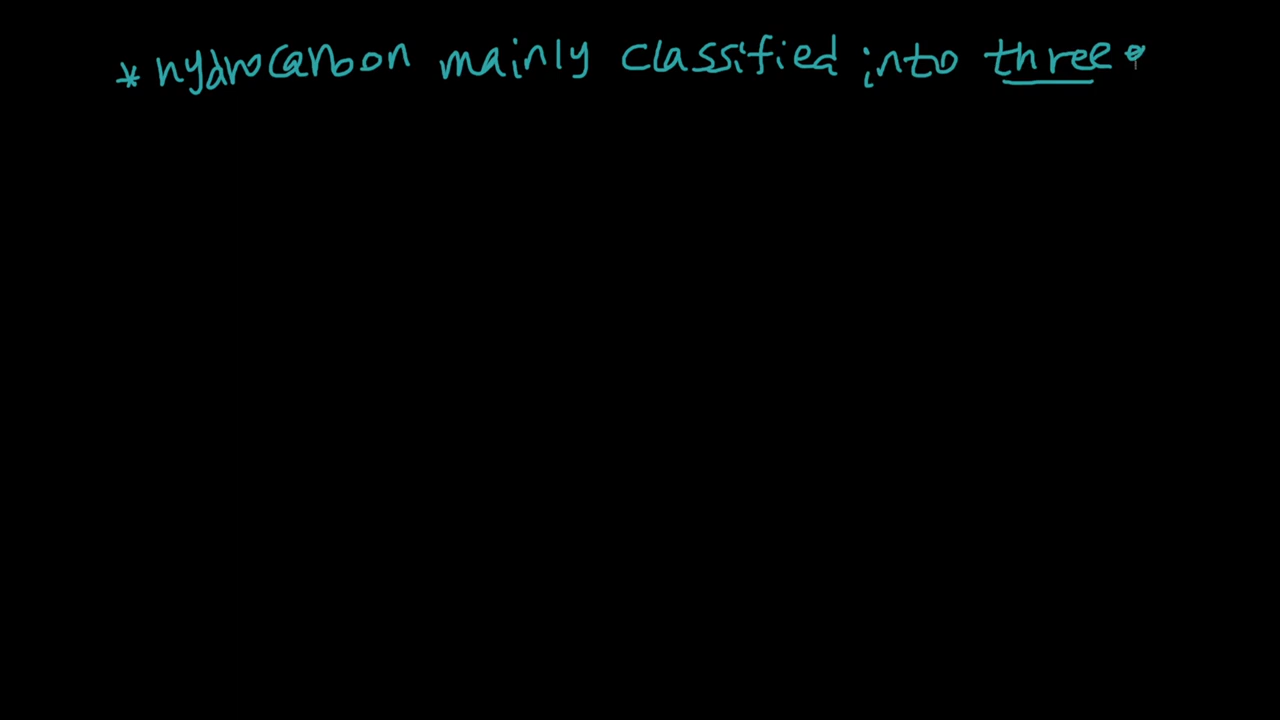 * hydrocarbon mainly classified into three.